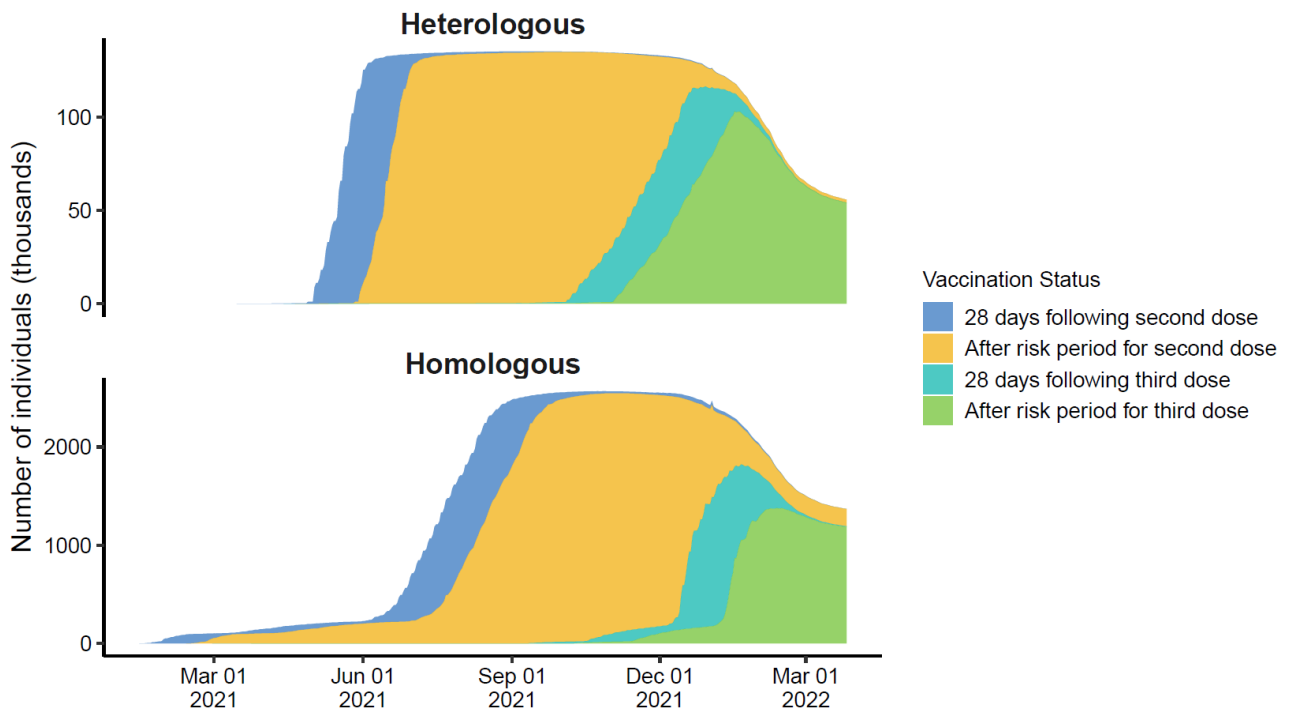 Heterologous
Number of individuals (thousands)
100
50
0
Homologous
2000
1000
0
Mar 01
2021
Jun 01
2021
Sep 01
2021
Dec 01
2021
Mar 01
2022
Vaccination Status
28 days following second dose
After risk period for second dose
28 days following third dose
After risk period for third dose